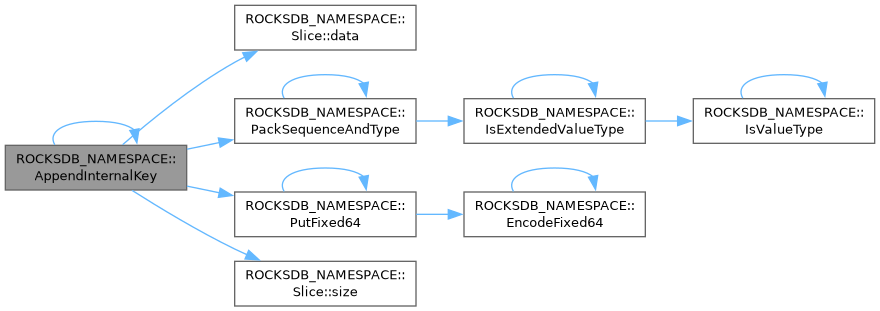 ROCKSDB_NAMESPACE::
AppendInternalKey
ROCKSDB_NAMESPACE::
Slice::data
ROCKSDB_NAMESPACE::
PackSequenceAndType
ROCKSDB_NAMESPACE::
IsExtendedValueType
ROCKSDB_NAMESPACE::
IsValueType
ROCKSDB_NAMESPACE::
PutFixed64
ROCKSDB_NAMESPACE::
EncodeFixed64
ROCKSDB_NAMESPACE::
Slice::size